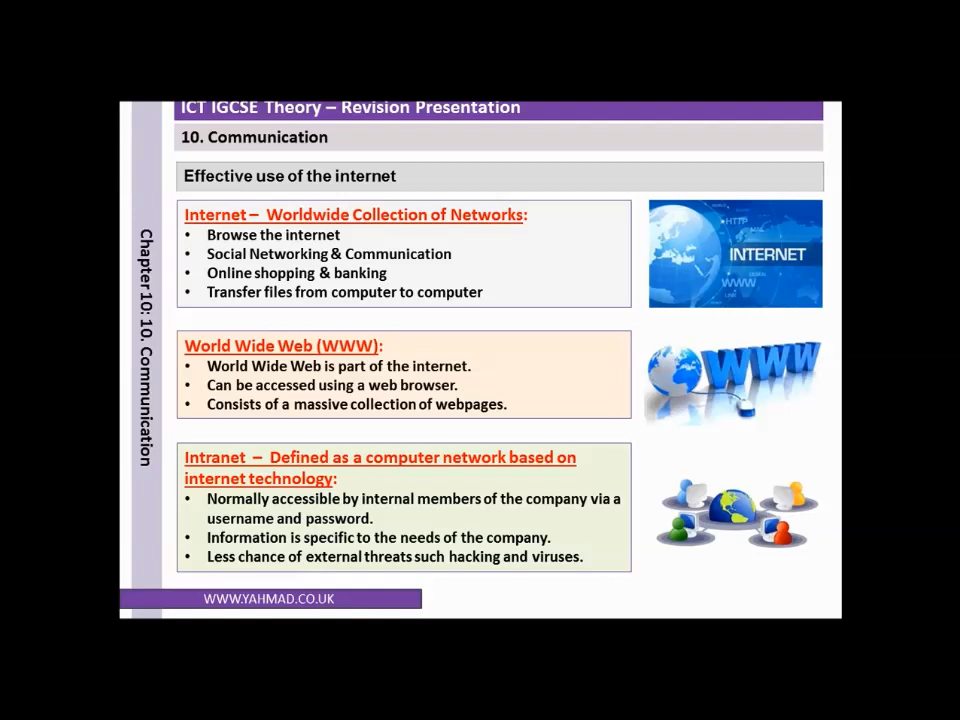 ICT IGCSE Theory – Revision Presentation
10. Communication
Effective use of the internet
Chapter 10: 10. Communication
Internet – Worldwide Collection of Networks:
• Browse the internet
• Social Networking & Communication
• Online shopping & banking
• Transfer files from computer to computer
HTTP
MAIL
INTERNET
WWW
LINK
World Wide Web (WWW):
• World Wide Web is part of the internet.
• Can be accessed using a web browser.
• Consists of a massive collection of webpages.
WWW
Intranet – Defined as a computer network based on
internet technology:
• Normally accessible by internal members of the company via a
username and password.
• Information is specific to the needs of the company.
• Less chance of external threats such hacking and viruses.
WWW.YAHMAD.CO.UK